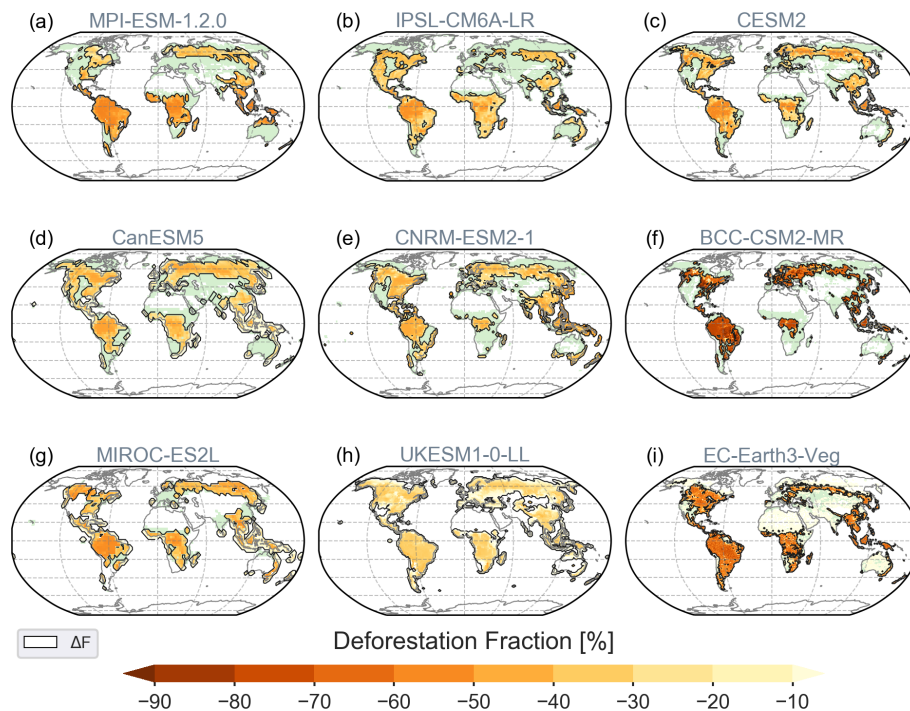 (a) MPI-ESM-1.2.0
(b) IPSL-CM6A-LR
(c) CESM2
(d) CanESM5
(e) CNRM-ESM2-1
(f) BCC-CSM2-MR
(g) MIROC-ES2L
(h) UKESM1-0-LL
(i) EC-Earth3-Veg
ΔF
Deforestation Fraction [%]
−90 −80 −70 −60 −50 −40 −30 −20 −10